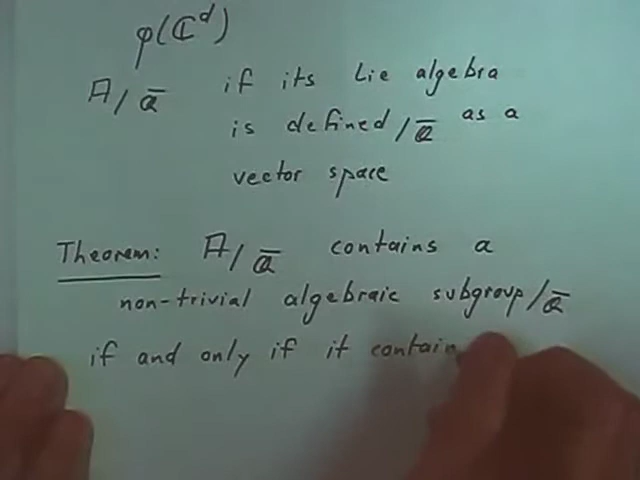 φ(ℂᵈ)
A/ℚ̄ if its Lie algebra
is defined/ℚ̄ as a
vector space
Theorem: A/ℚ̄ contains a
non-trivial algebraic subgroup/ℚ̄
if and only if it contain